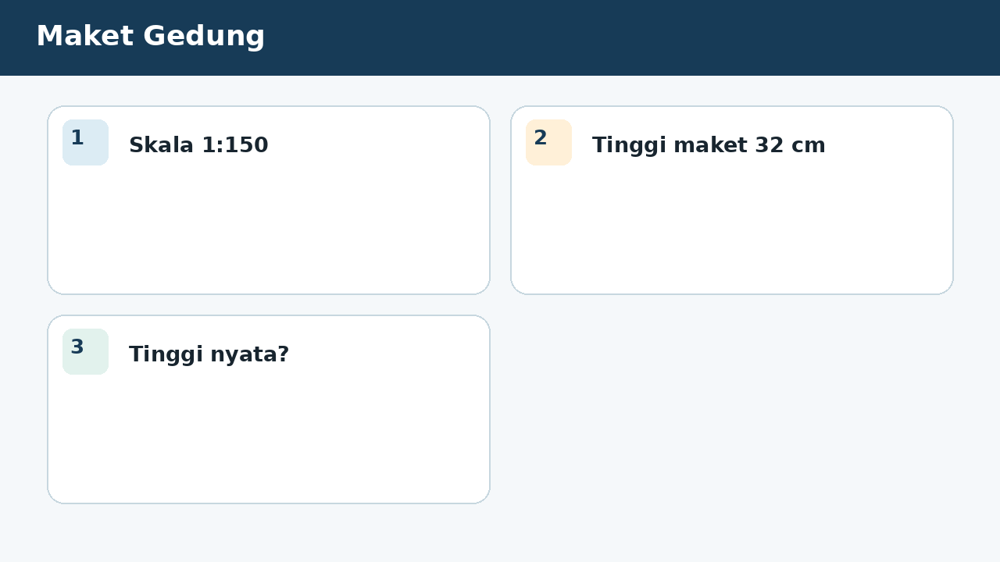 Maket Gedung
1
Skala 1:150
2
Tinggi maket 32 cm
3
Tinggi nyata?